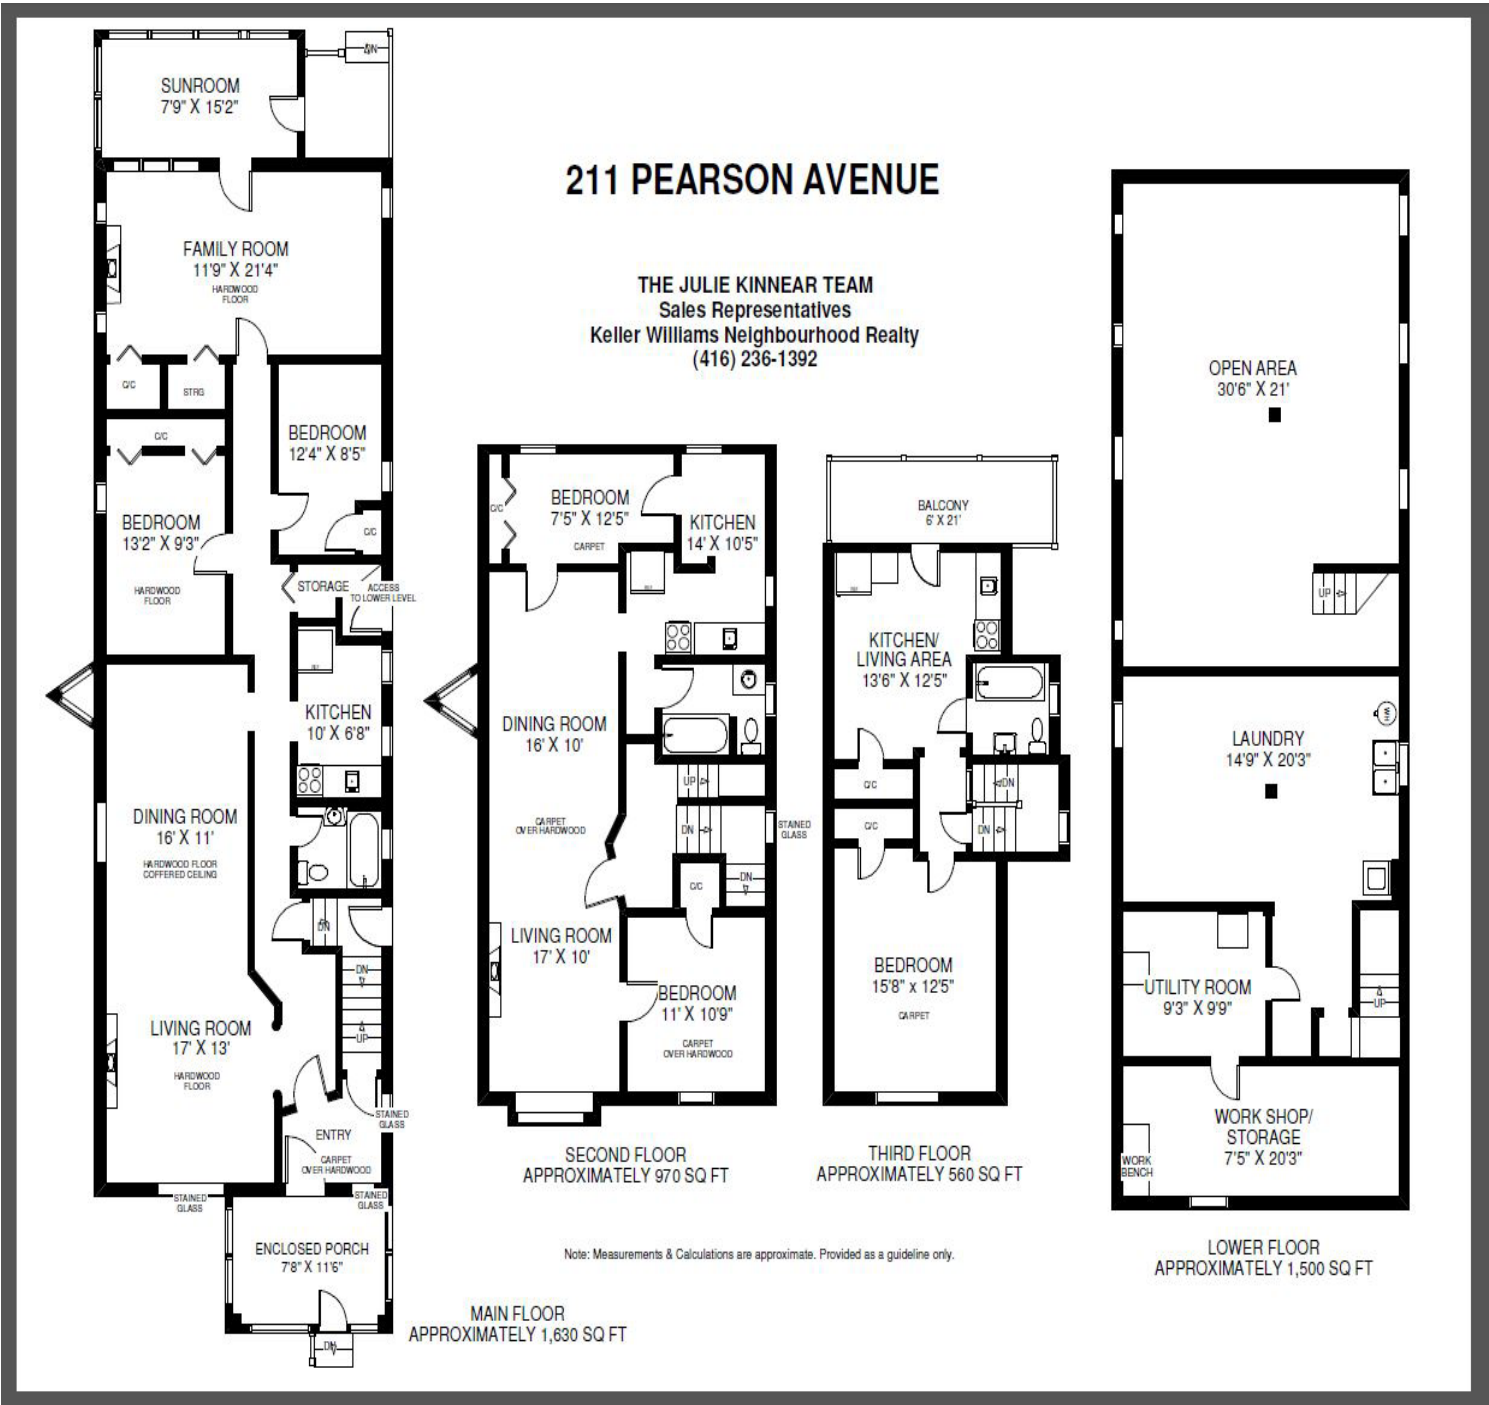 211 PEARSON AVENUE
THE JULIE KINNEAR TEAM
Sales Representatives
Keller Williams Neighbourhood Realty
(416) 236-1392
SUNROOM
7'9" X 15'2"
DN
FAMILY ROOM
11'9" X 21'4"
HARDWOOD
FLOOR
C/C
STRG
C/C
BEDROOM
12'4" X 8'5"
C/C
BEDROOM
13'2" X 9'3"
HARDWOOD
FLOOR
STORAGE
ACCESS
TO LOWER LEVEL
KITCHEN
10' X 6'8"
DINING ROOM
16' X 11'
HARDWOOD FLOOR
COFFERED CEILING
DN
DN
UP
LIVING ROOM
17' X 13'
HARDWOOD
FLOOR
STAINED
GLASS
ENTRY
CARPET
OVER HARDWOOD
STAINED
GLASS
STAINED
GLASS
ENCLOSED PORCH
7'8" X 11'6"
DN
MAIN FLOOR
APPROXIMATELY 1,630 SQ FT
C/C
BEDROOM
7'5" X 12'5"
CARPET
KITCHEN
14' X 10'5"
DINING ROOM
16' X 10'
CARPET
OVER HARDWOOD
UP
DN
STAINED
GLASS
DN
C/C
LIVING ROOM
17' X 10'
BEDROOM
11' X 10'9"
CARPET
OVER HARDWOOD
SECOND FLOOR
APPROXIMATELY 970 SQ FT
BALCONY
6' X 21'
KITCHEN/
LIVING AREA
13'6" X 12'5"
C/C
DN
C/C
DN
BEDROOM
15'8" x 12'5"
CARPET
THIRD FLOOR
APPROXIMATELY 560 SQ FT
OPEN AREA
30'6" X 21'
UP
WH
LAUNDRY
14'9" X 20'3"
UTILITY ROOM
9'3" X 9'9"
UP
WORK SHOP/
STORAGE
7'5" X 20'3"
WORK
BENCH
LOWER FLOOR
APPROXIMATELY 1,500 SQ FT
Note: Measurements & Calculations are approximate. Provided as a guideline only.